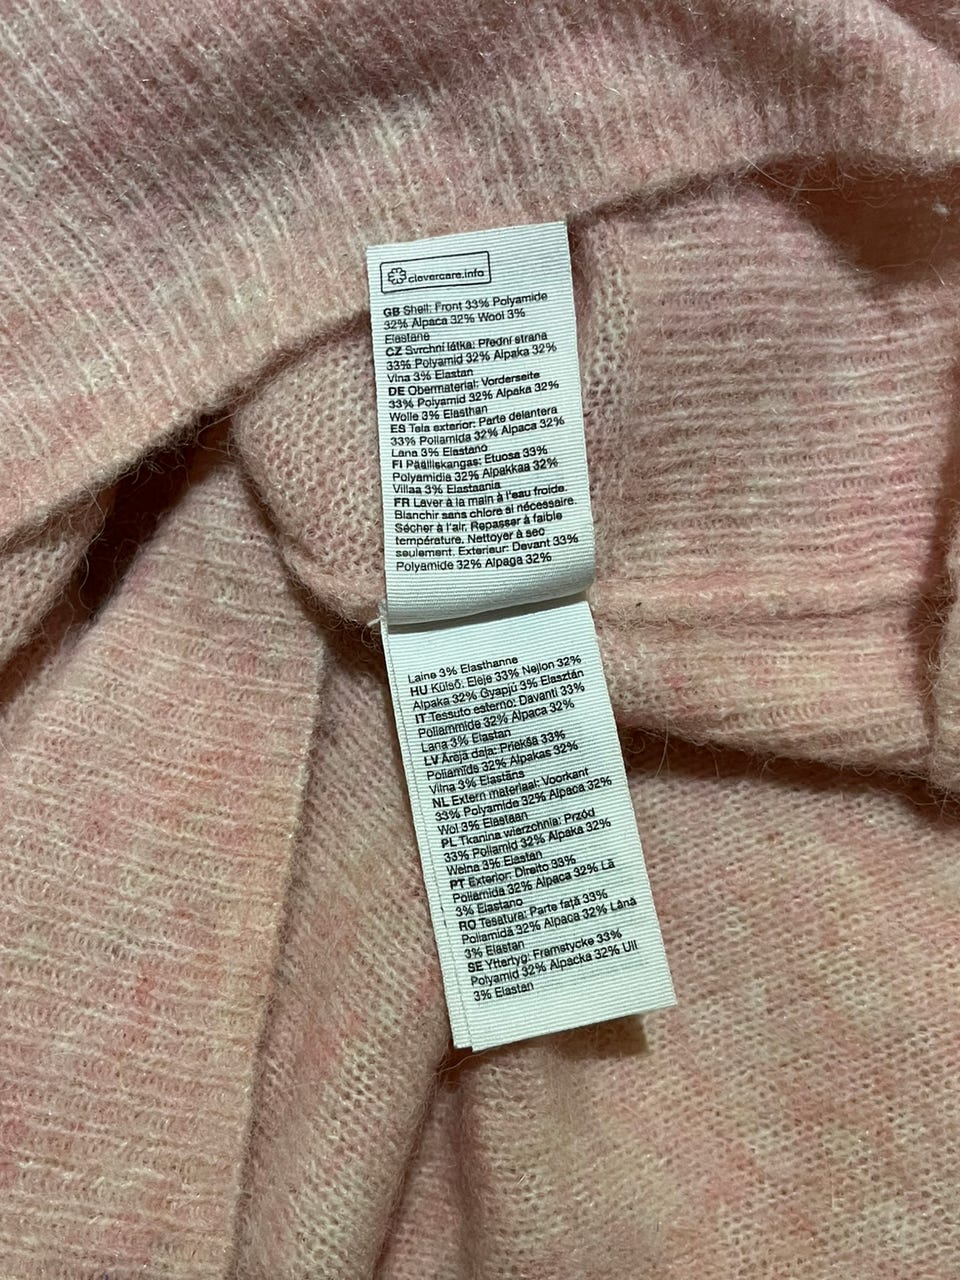 clevercare.info
GB Shell: Front 33% Polyamide
32% Alpaca 32% Wool 3%
Elastane
CZ Svrchní látka: Přední strana
33% Polyamid 32% Alpaka 32%
Vlna 3% Elastan
DE Obermaterial: Vorderseite
33% Polyamid 32% Alpaka 32%
Wolle 3% Elasthan
ES Tela exterior: Parte delantera
33% Poliamida 32% Alpaca 32%
Lana 3% Elastano
FI Päälliskangas: Etuosa 33%
Polyamidia 32% Alpakkaa 32%
Villaa 3% Elastaania
FR Laver à la main à l'eau froide.
Blanchir sans chlore si nécessaire.
Sécher à l'air. Repasser à faible
température. Nettoyer à sec
seulement. Exterieur: Devant 33%
Polyamide 32% Alpaga 32%
Laine 3% Elasthanne
HU Külső: Eleje 33% Nejlon 32%
Alpaka 32% Gyapjú 3% Elasztán
IT Tessuto esterno: Davanti 33%
Poliammide 32% Alpaca 32%
Lana 3% Elastan
LV Ārējā daļa: Priekša 33%
Poliamīds 32% Alpakas 32%
Vilna 3% Elastāns
NL Extern materiaal: Voorkant
33% Polyamide 32% Alpaca 32%
Wol 3% Elastaan
PL Tkanina wierzchnia: Przód
33% Poliamid 32% Alpaka 32%
Wełna 3% Elastan
PT Exterior: Direito 33%
Poliamida 32% Alpaca 32% Lã
3% Elastano
RO Tesatura: Parte faţă 33%
Poliamida 32% Alpaca 32% Lână
3% Elastan
SE Yttertyg: Framstycke 33%
Polyamid 32% Alpacka 32% Ull
3% Elastan